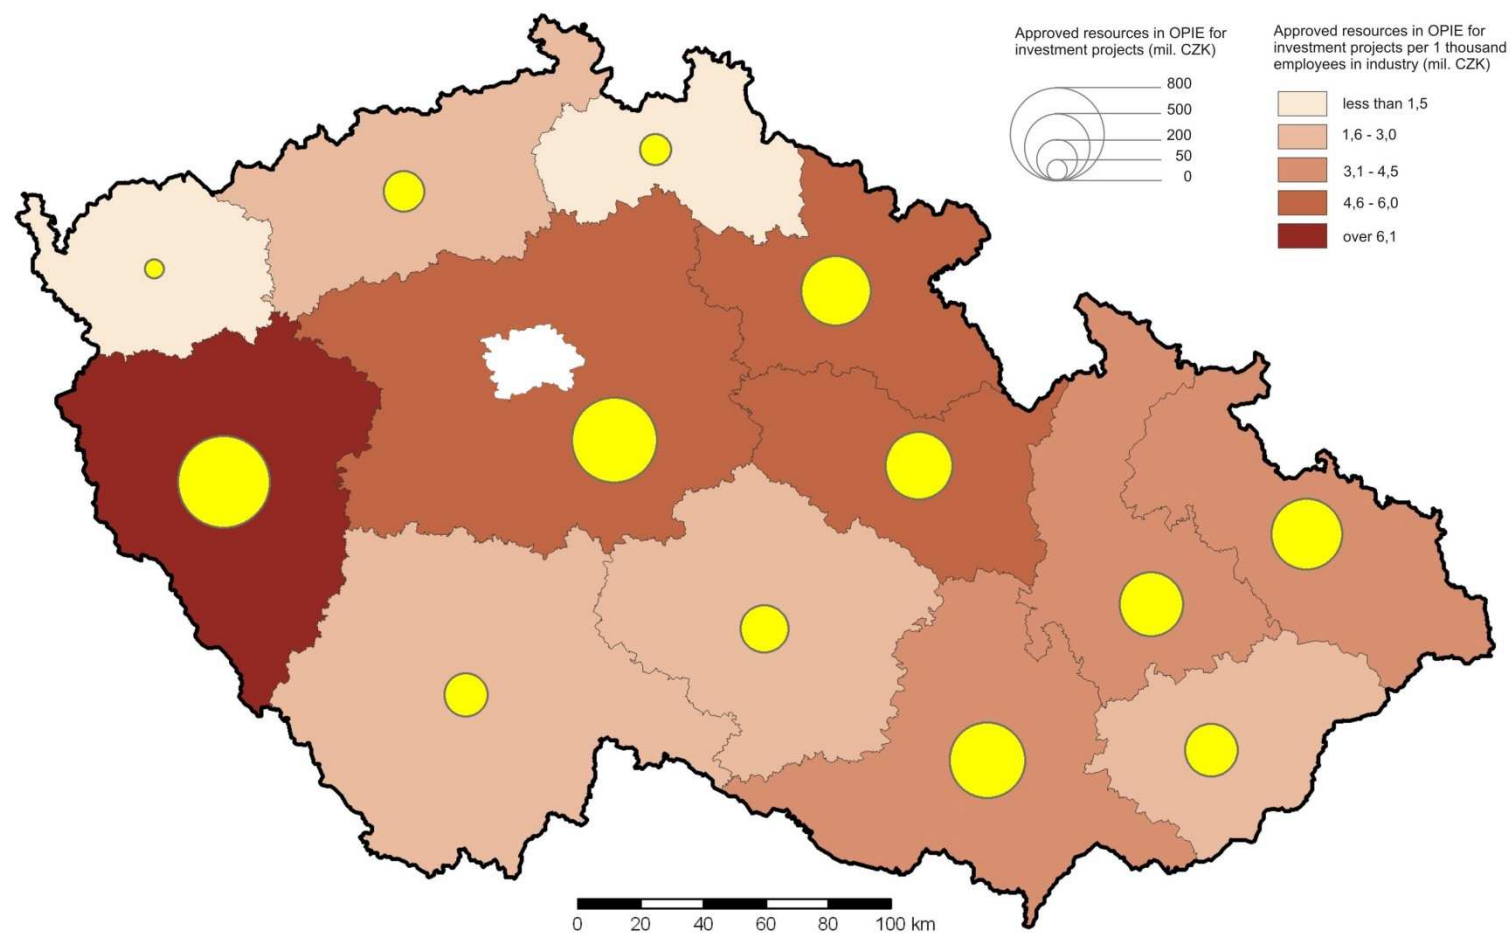 Approved resources in OPIE for
investment projects (mil. CZK)
800
500
200
50
0
Approved resources in OPIE for
investment projects per 1 thousand
employees in industry (mil. CZK)
less than 1,5
1,6 - 3,0
3,1 - 4,5
4,6 - 6,0
over 6,1
0 20 40 60 80 100 km